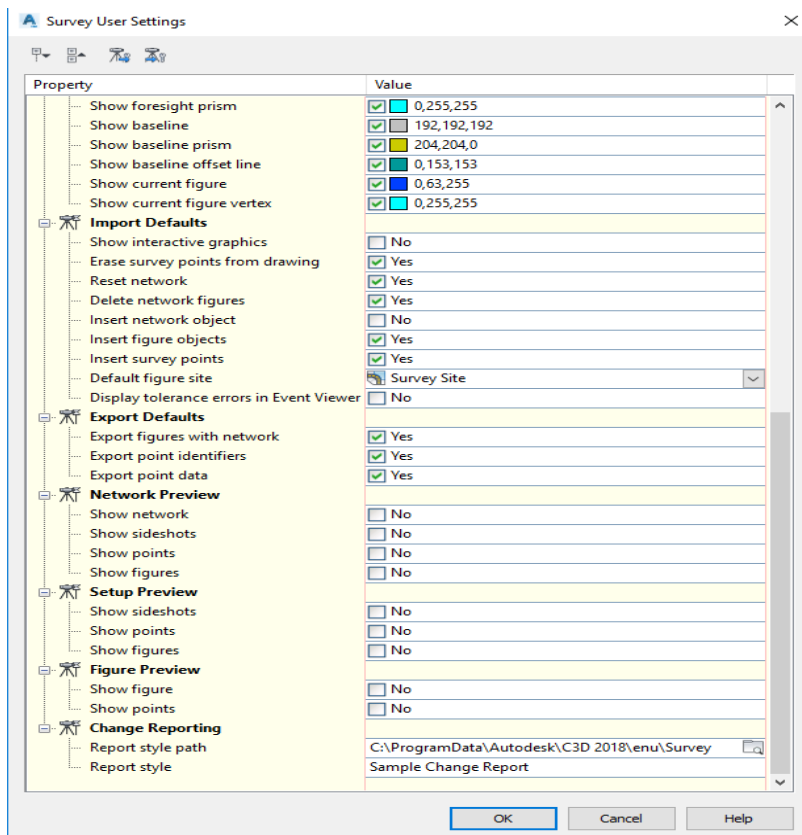 Survey User Settings
Property Value
Show foresight prism 0,255,255
Show baseline 192,192,192
Show baseline prism 204,204,0
Show baseline offset line 0,153,153
Show current figure 0,63,255
Show current figure vertex 0,255,255
Import Defaults
Show interactive graphics No
Erase survey points from drawing Yes
Reset network Yes
Delete network figures Yes
Insert network object No
Insert figure objects Yes
Insert survey points Yes
Default figure site Survey Site
Display tolerance errors in Event Viewer No
Export Defaults
Export figures with network Yes
Export point identifiers Yes
Export point data Yes
Network Preview
Show network No
Show sideshots No
Show points No
Show figures No
Setup Preview
Show sideshots No
Show points No
Show figures No
Figure Preview
Show figure No
Show points No
Change Reporting
Report style path C:\ProgramData\Autodesk\C3D 2018\enu\Survey
Report style Sample Change Report
OK Cancel Help